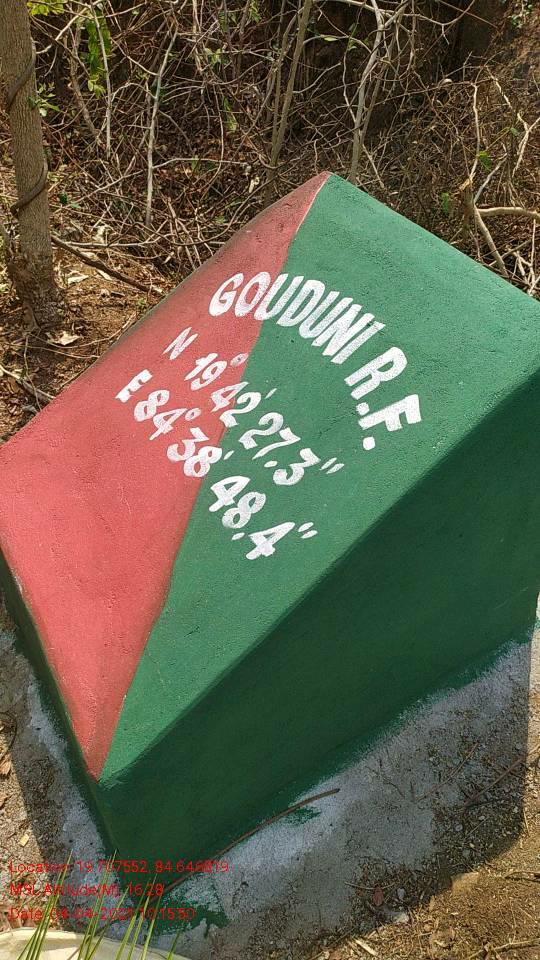 GOUDUNI R.F.
N 19° 42' 27.3"
E 84° 38' 48.4"
Location: 19.707552, 84.646819
MSL Altitude(M): 16.28
Date: 04-04-2021 10:15:50